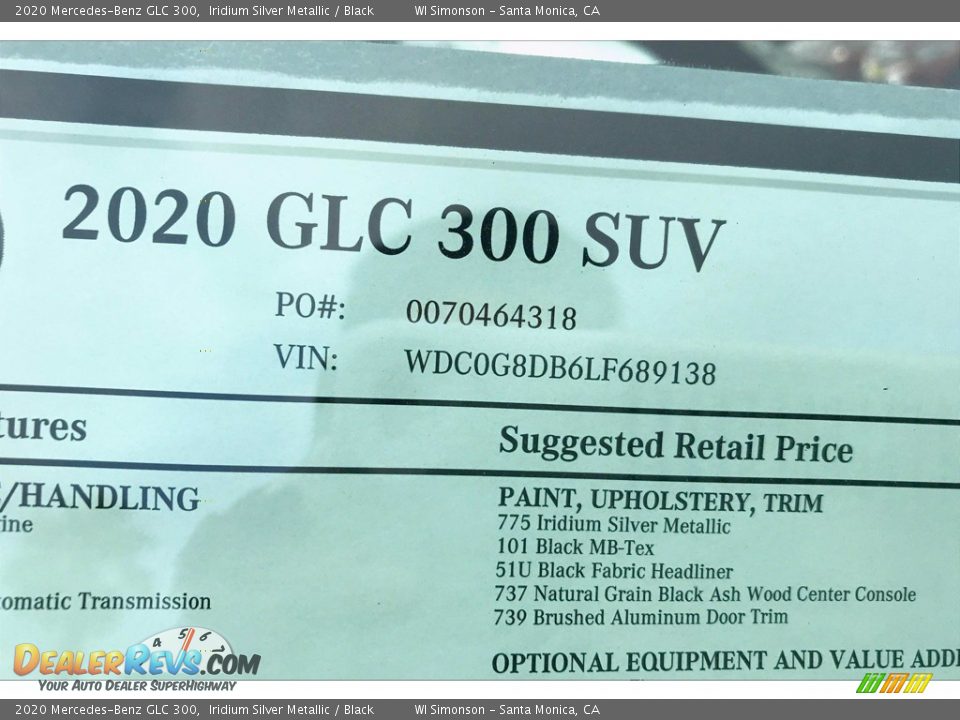 2020 Mercedes-Benz GLC 300, Iridium Silver Metallic / Black WI Simonson - Santa Monica, CA
2020 GLC 300 SUV
PO#: 0070464318
VIN: WDC0G8DB6LF689138
tures Suggested Retail Price
/HANDLING PAINT, UPHOLSTERY, TRIM
ine 775 Iridium Silver Metallic
101 Black MB-Tex
51U Black Fabric Headliner
737 Natural Grain Black Ash Wood Center Console
omatic Transmission 739 Brushed Aluminum Door Trim
OPTIONAL EQUIPMENT AND VALUE ADD
4 5 6 7
DEALERREVS.COM
YOUR AUTO DEALER SUPERHIGHWAY
2020 Mercedes-Benz GLC 300, Iridium Silver Metallic / Black WI Simonson - Santa Monica, CA